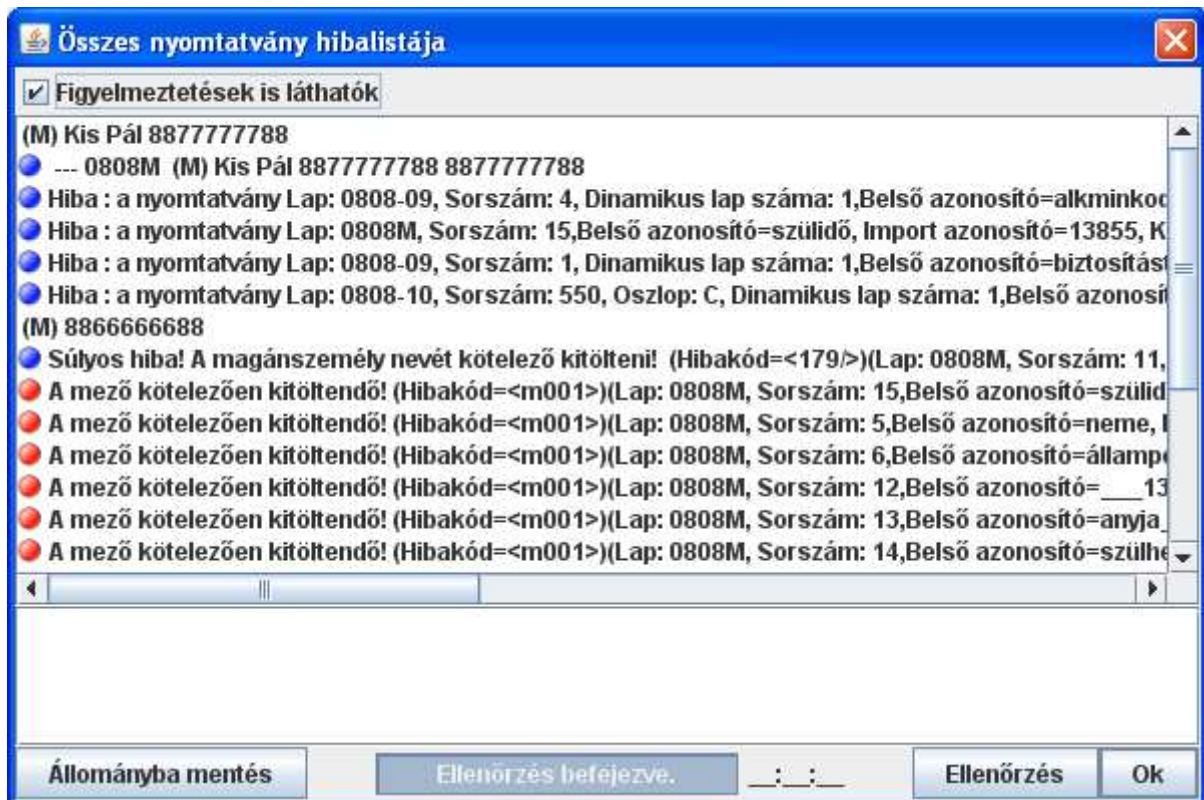 Összes nyomtatvány hibalistája
Figyelmeztetések is láthatók
(M) Kis Pál 8877777788
--- 0808M (M) Kis Pál 8877777788 8877777788
Hiba : a nyomtatvány Lap: 0808-09, Sorszám: 4, Dinamikus lap száma: 1,Belső azonosító=alkminkod
Hiba : a nyomtatvány Lap: 0808M, Sorszám: 15,Belső azonosító=szülidő, Import azonosító=13855, K
Hiba : a nyomtatvány Lap: 0808-09, Sorszám: 1, Dinamikus lap száma: 1,Belső azonosító=biztosítást
Hiba : a nyomtatvány Lap: 0808-10, Sorszám: 550, Oszlop: C, Dinamikus lap száma: 1,Belső azonosít
(M) 8866666688
Súlyos hiba! A magánszemély nevét kötelező kitölteni! (Hibakód=<179/>)(Lap: 0808M, Sorszám: 11,
A mező kötelezően kitöltendő! (Hibakód=<m001>)(Lap: 0808M, Sorszám: 15,Belső azonosító=szülid
A mező kötelezően kitöltendő! (Hibakód=<m001>)(Lap: 0808M, Sorszám: 5,Belső azonosító=neme, I
A mező kötelezően kitöltendő! (Hibakód=<m001>)(Lap: 0808M, Sorszám: 6,Belső azonosító=állampo
A mező kötelezően kitöltendő! (Hibakód=<m001>)(Lap: 0808M, Sorszám: 12,Belső azonosító=___13
A mező kötelezően kitöltendő! (Hibakód=<m001>)(Lap: 0808M, Sorszám: 13,Belső azonosító=anyja_
A mező kötelezően kitöltendő! (Hibakód=<m001>)(Lap: 0808M, Sorszám: 14,Belső azonosító=szülhe
Állományba mentés Ellenőrzés befejezve. __:__:__ Ellenőrzés Ok